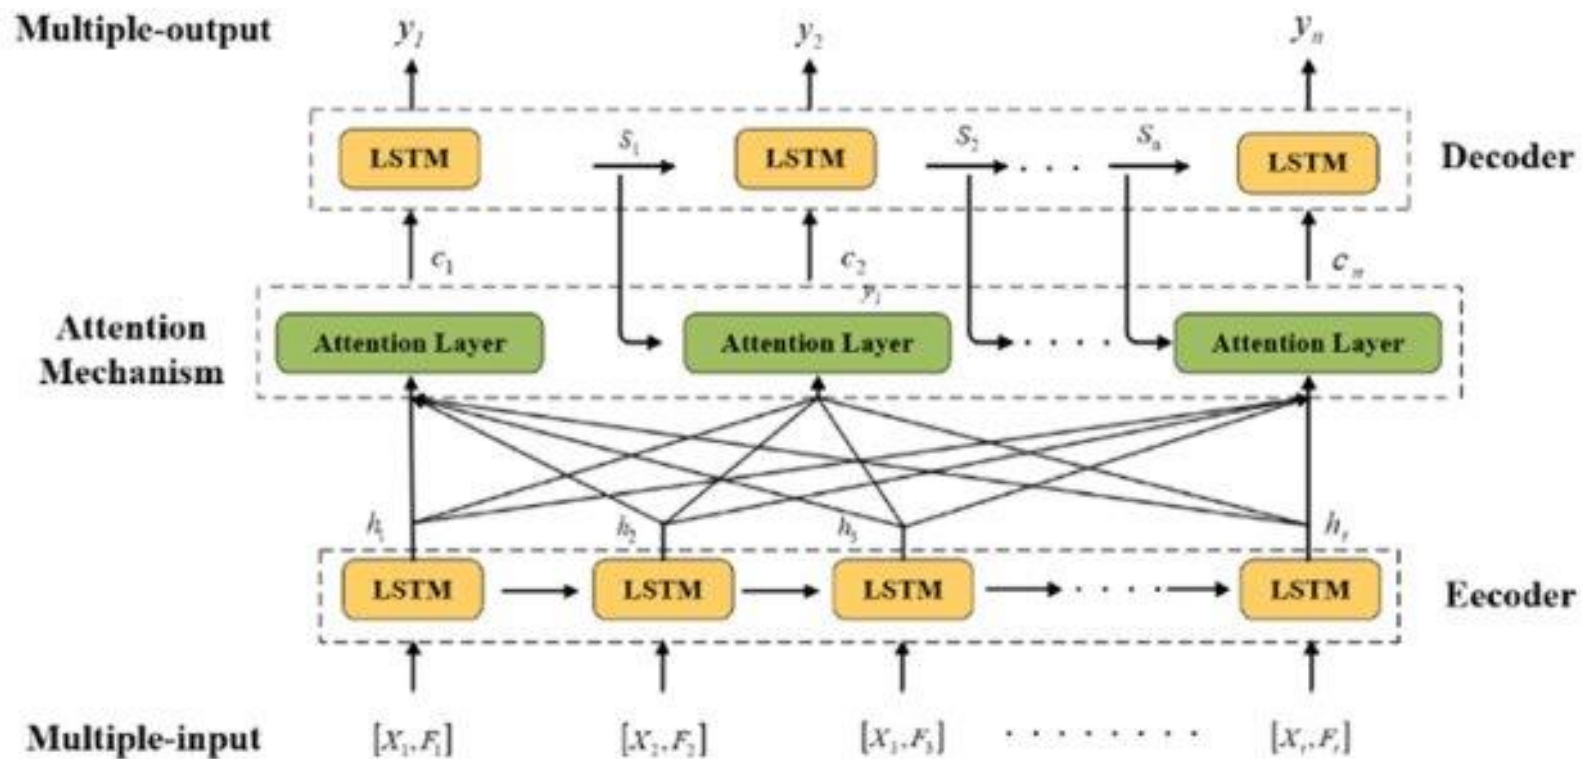 Multiple-output y1 y2 yn
LSTM S1 LSTM S2 . . . Sn LSTM Decoder
c1 c2 cn
yj
Attention Mechanism
Attention Layer Attention Layer . . . . . Attention Layer
h1 h2 h3 ht
LSTM LSTM LSTM . . . . . LSTM Eecoder
Multiple-input [X1, F1] [X2, F2] [X3, F3] . . . . . . . . [Xt, Ft]